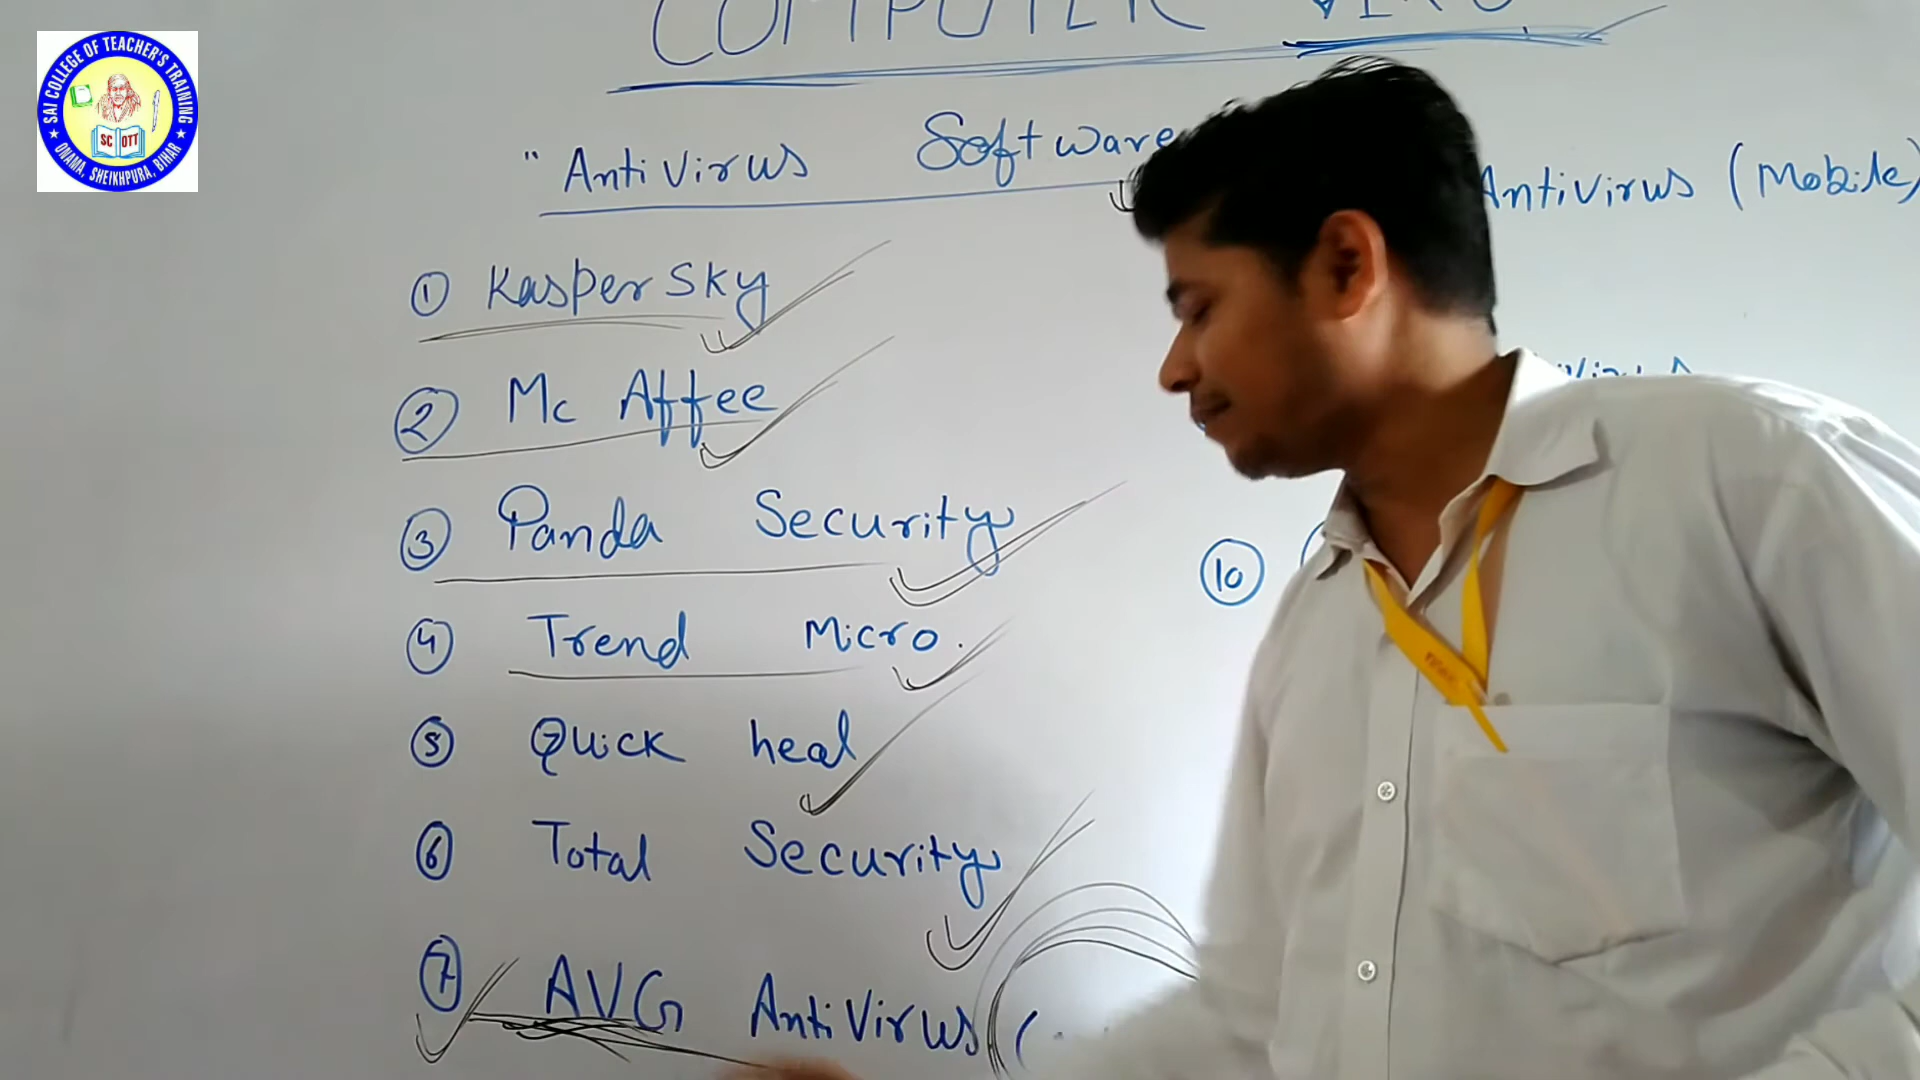 SAI COLLEGE OF TEACHER'S TRAINING
SC OTT
ONAMA, SHEIKHPURA, BIHAR
COMPUTER
"Antivirus Software
① Kaspersky
② Mc Affee
③ Panda Security
④ Trend Micro.
⑤ Quick heal
⑥ Total Security
⑦ AVG AntiVirus (
Antivirus (Mobile)
⑩